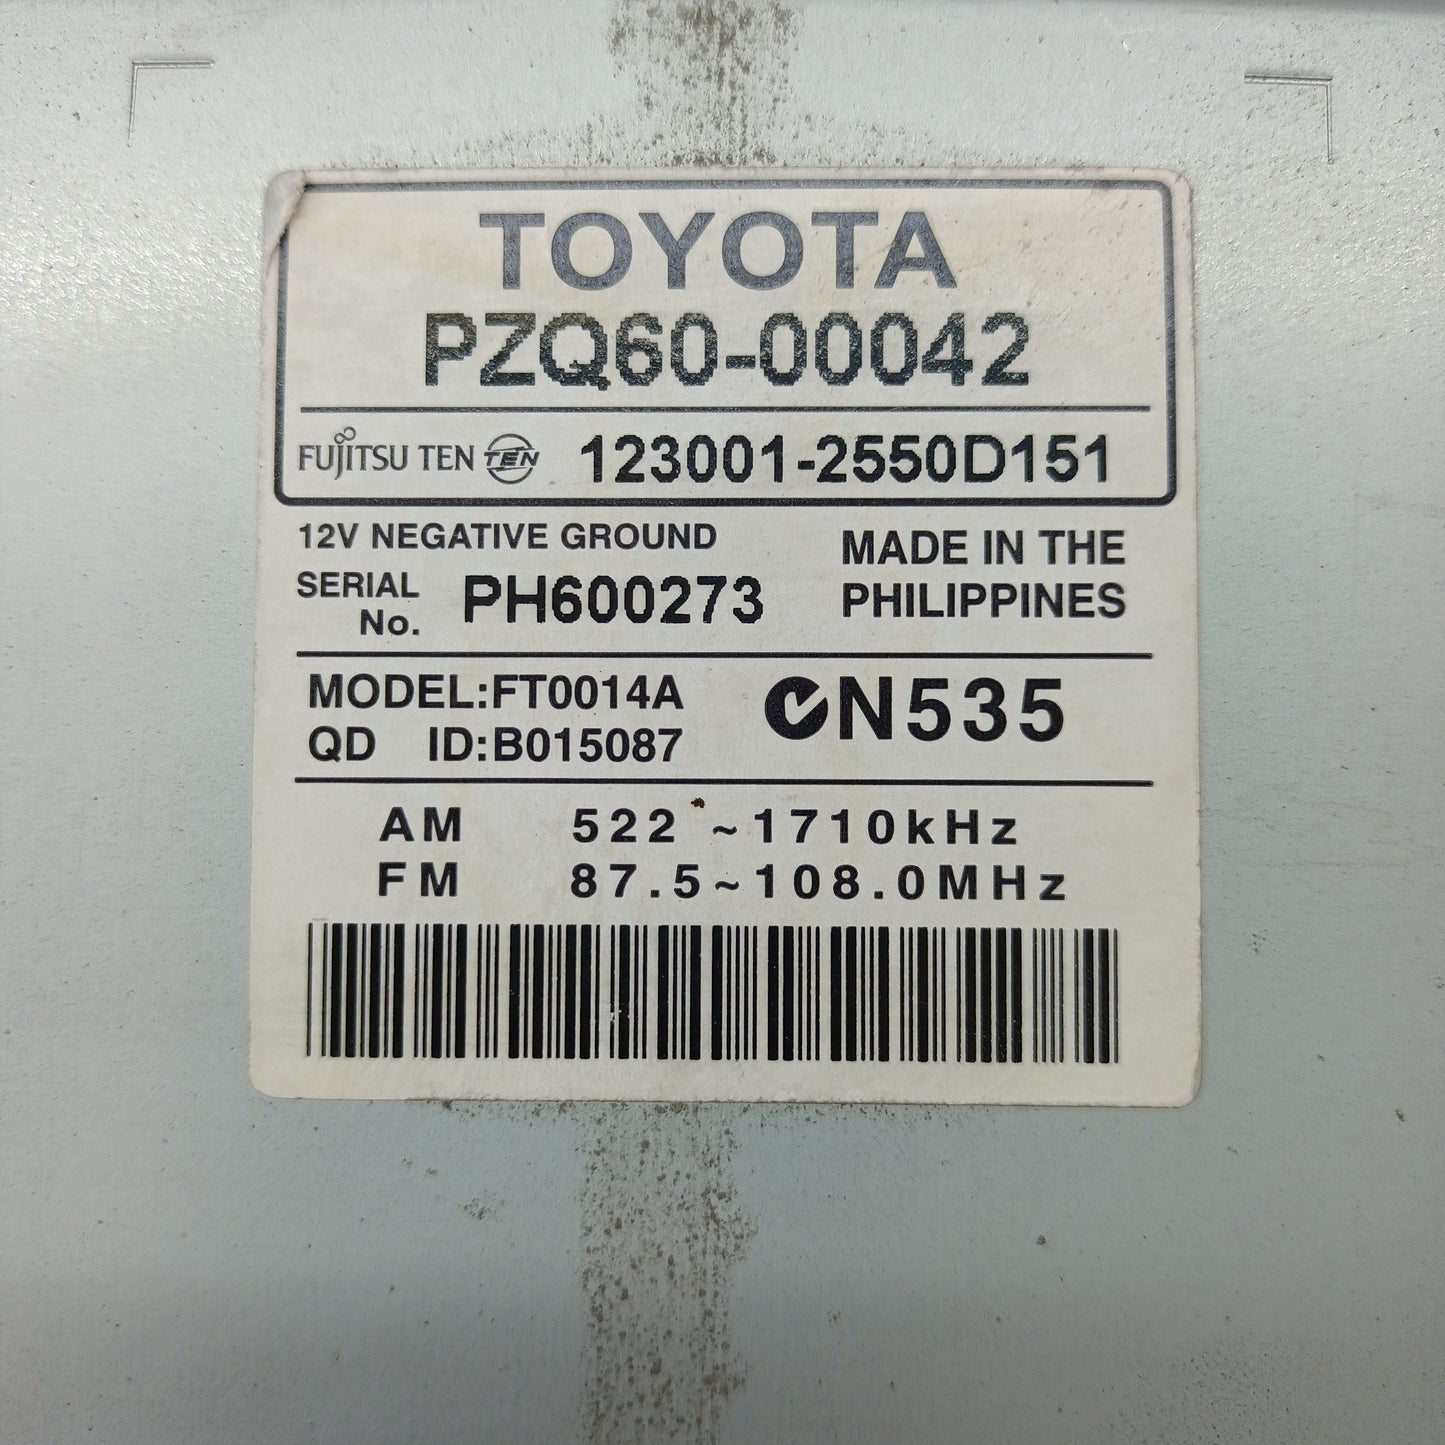 TOYOTA
PZQ60-00042
FUJITSU TEN TEN 123001-2550D151
12V NEGATIVE GROUND
SERIAL No. PH600273
MADE IN THE
PHILIPPINES
MODEL:FT0014A
QD ID:B015087
N535
AM 522 ~1710kHz
FM 87.5~108.0MHz